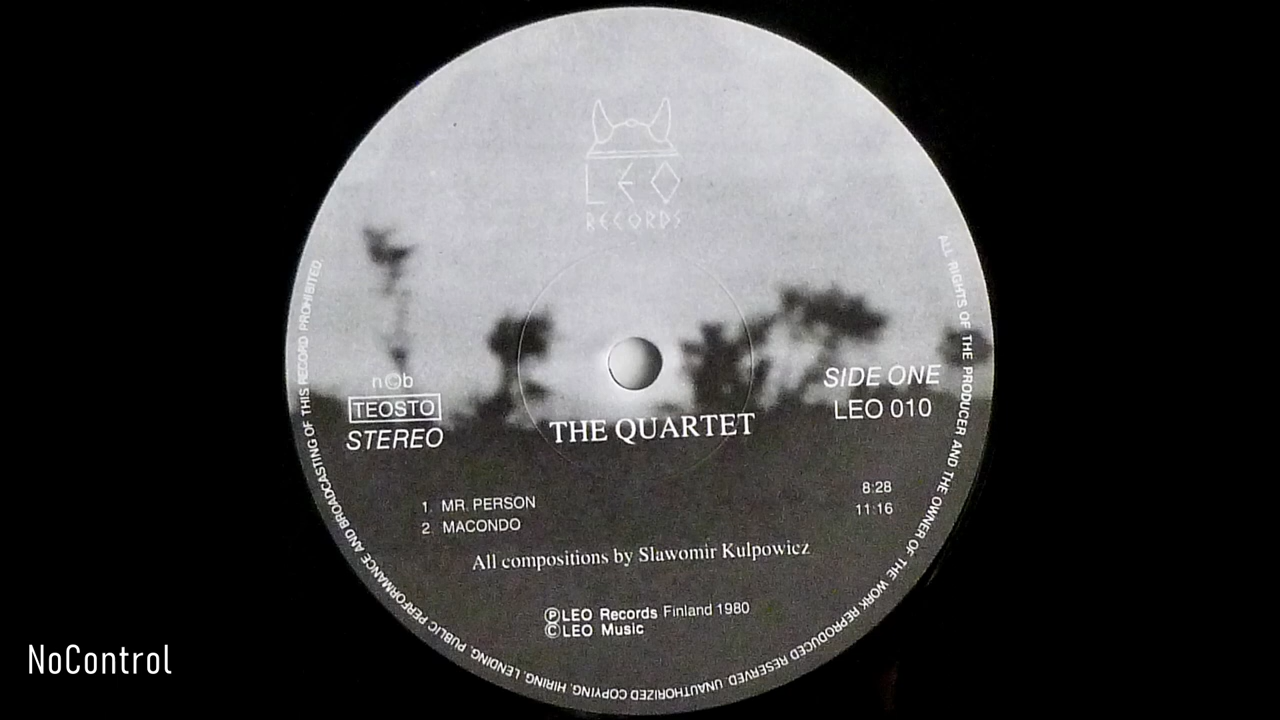 LEO
RECORDS
n©b
TEOSTO
STEREO
SIDE ONE
LEO 010
THE QUARTET
1. MR. PERSON 8:28
2. MACONDO 11:16
All compositions by Slawomir Kulpowicz
Ⓟ LEO Records Finland 1980
© LEO Music
ALL RIGHTS OF THE PRODUCER AND THE OWNER OF THE WORK REPRODUCED RESERVED. UNAUTHORIZED COPYING, HIRING, LENDING, PUBLIC PERFORMANCE AND BROADCASTING OF THIS RECORD PROHIBITED.
NoControl